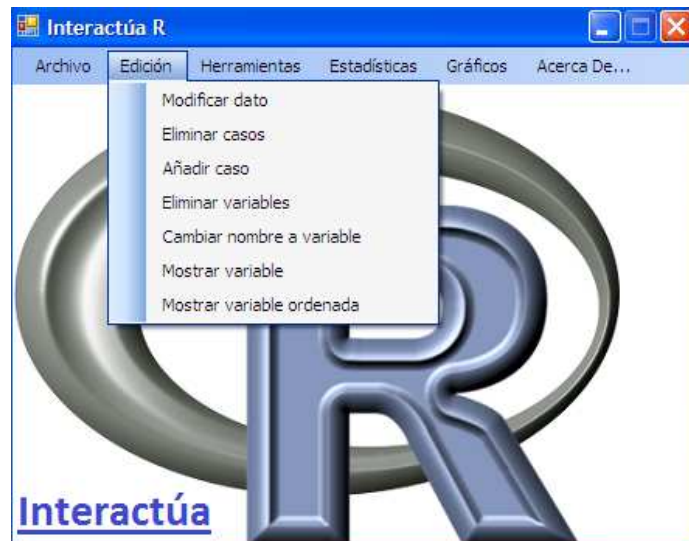 Interactúa R
Archivo Edición Herramientas Estadísticas Gráficos Acerca De...
Modificar dato
Eliminar casos
Añadir caso
Eliminar variables
Cambiar nombre a variable
Mostrar variable
Mostrar variable ordenada
R
Interactúa